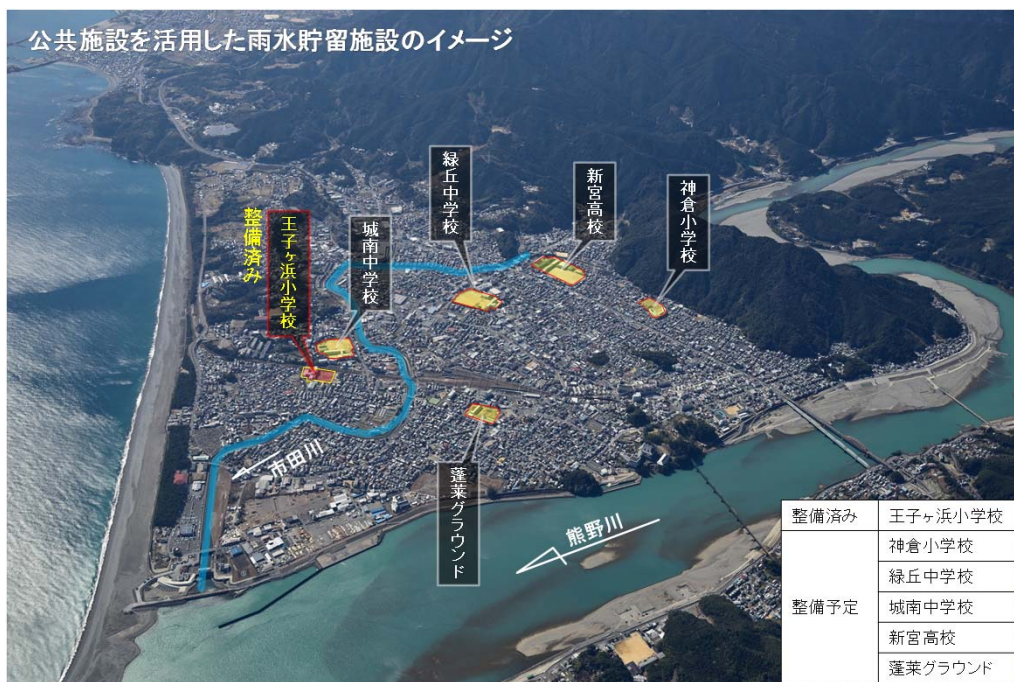 公共施設を活用した雨水貯留施設のイメージ
緑丘中学校
新宮高校
神倉小学校
整備済み
王子ヶ浜小学校
城南中学校
市田川
蓬莱グラウンド
熊野川
整備済み 王子ヶ浜小学校
整備予定
神倉小学校
緑丘中学校
城南中学校
新宮高校
蓬莱グラウンド